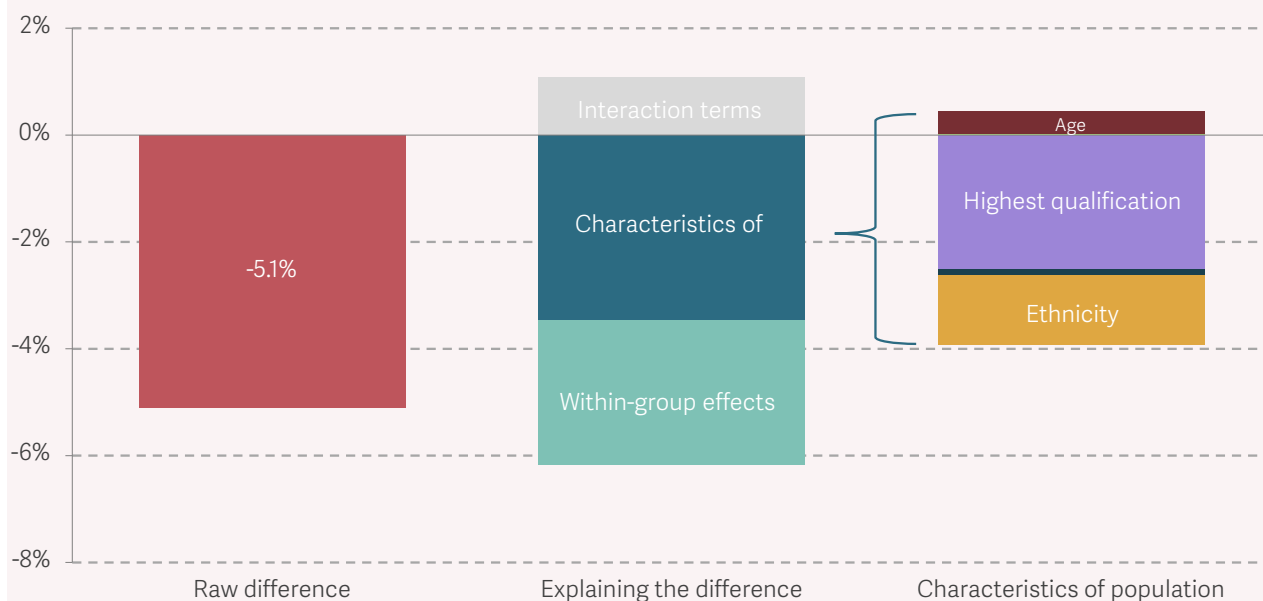 2%
0%
-2%
-4%
-6%
-8%
-5.1%
Interaction terms
Characteristics of
Within-group effects
Age
Highest qualification
Ethnicity
Raw difference
Explaining the difference
Characteristics of population